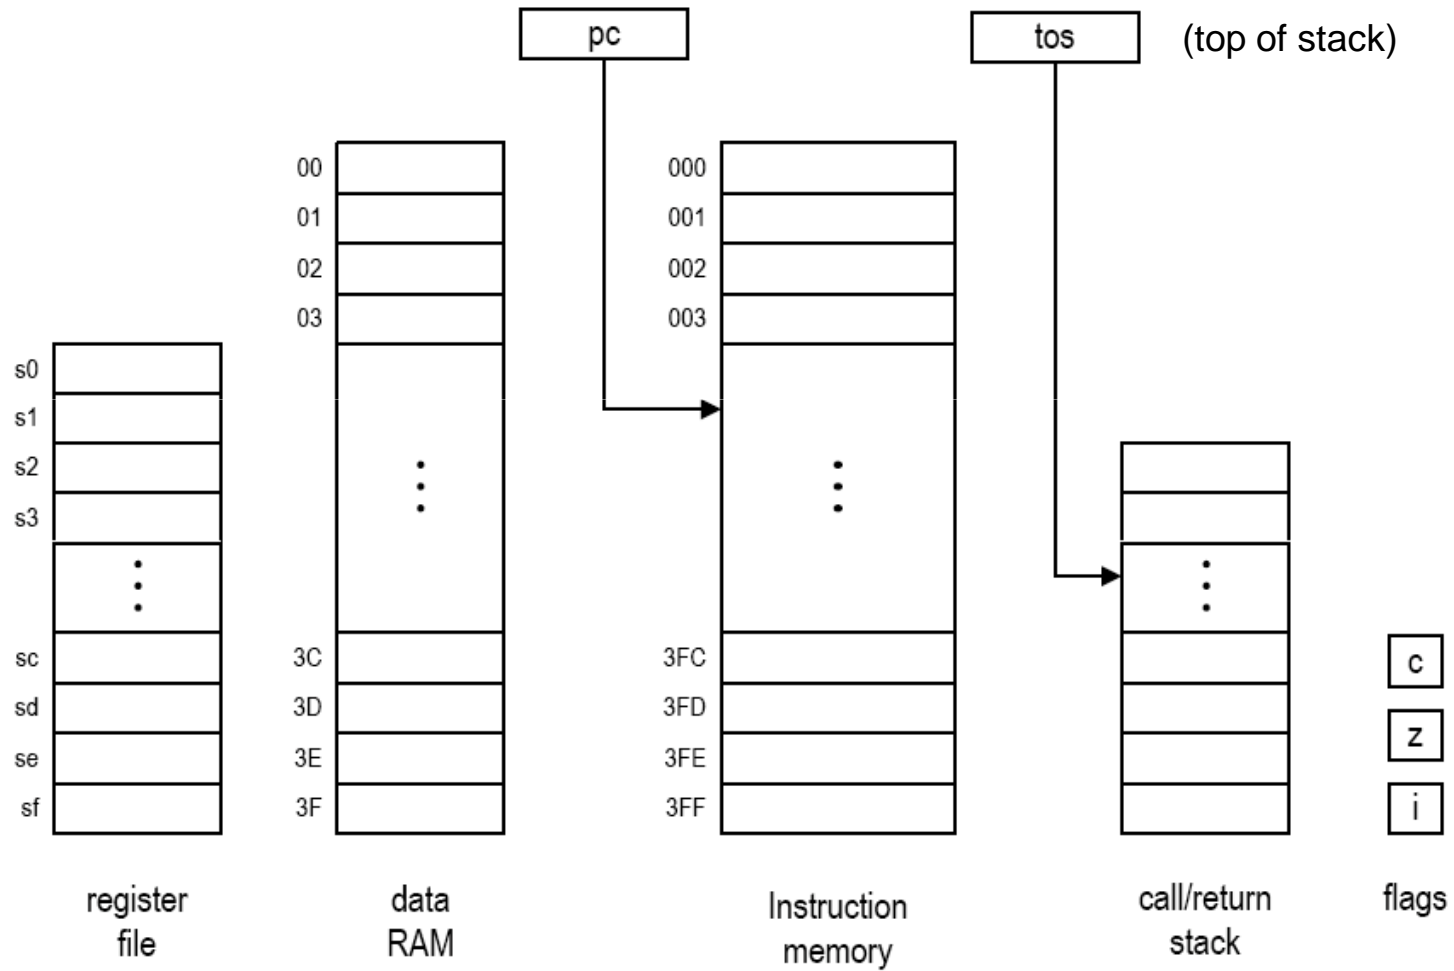 pc
tos
(top of stack)
00
01
02
03
000
001
002
003
s0
s1
s2
s3
sc
sd
se
sf
3C
3D
3E
3F
3FC
3FD
3FE
3FF
c
z
i
register
file
data
RAM
Instruction
memory
call/return
stack
flags